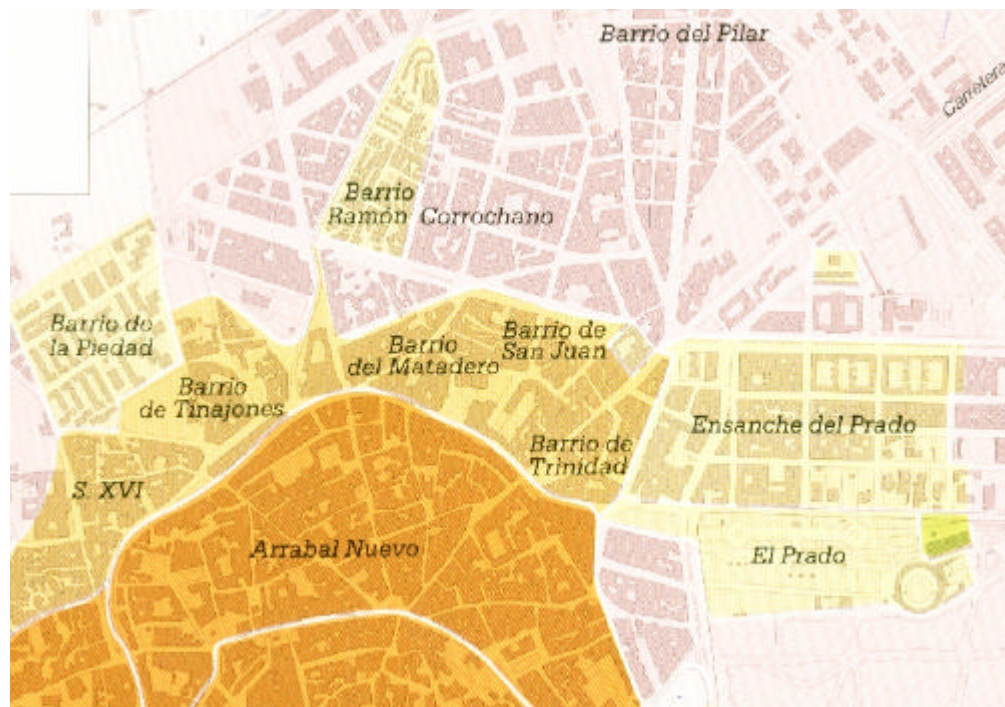 Barrio del Pilar
Carretera
Barrio
Ramón Corrochano
Barrio de
la Piedad
Barrio
del Matadero
Barrio de
San Juan
Barrio
de Tinajones
Ensanche del Prado
Barrio de
Trinidad
S. XVI
Arrabal Nuevo
El Prado